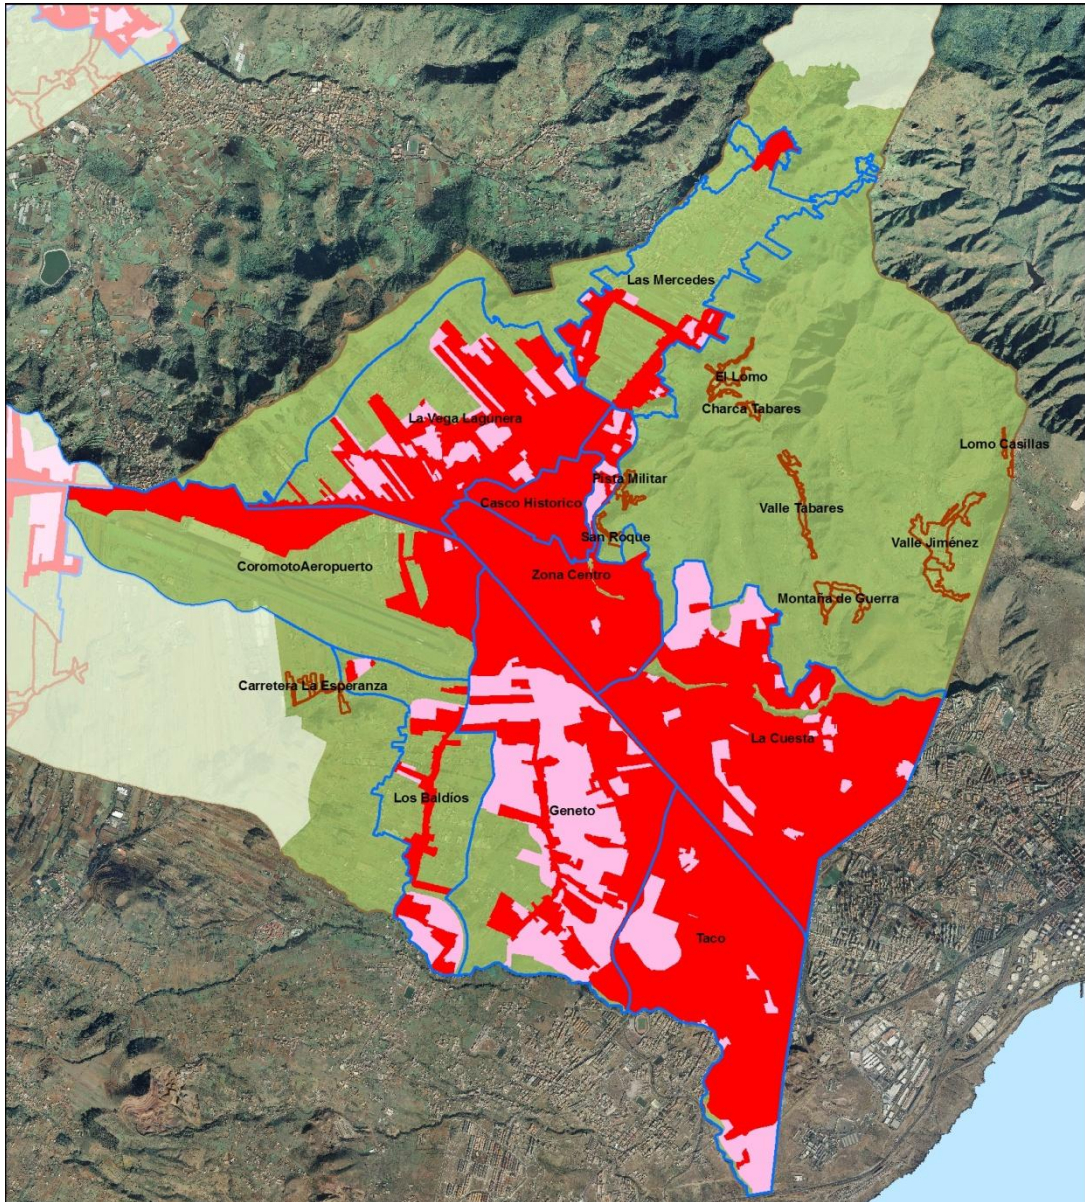 Las Mercedes
El Lomo
Charca Tabares
La Vega Lagunera
Lomo Casillas
Pista Militar
Casco Histórico
Valle Tabares
San Roque
Valle Jiménez
CoromotoAeropuerto
Zona Centro
Montaña de Guerra
Carretera La Esperanza
La Cuesta
Los Baldíos
Geneto
Taco